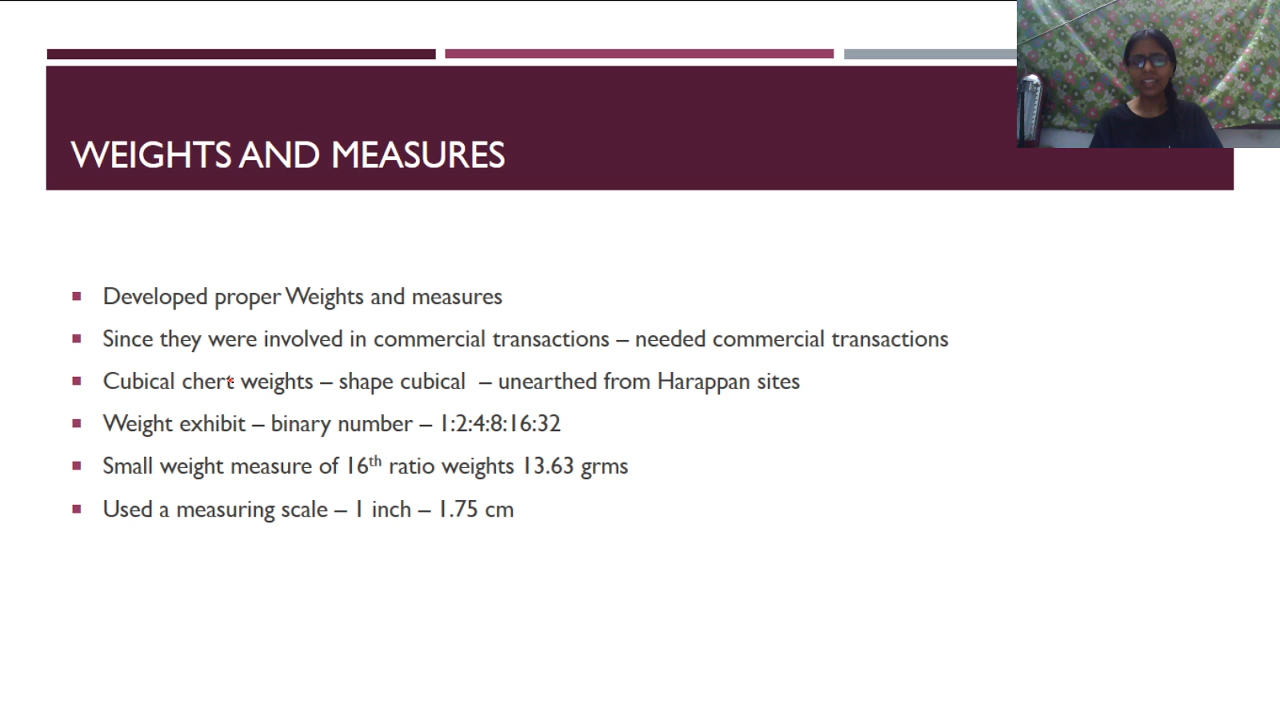 WEIGHTS AND MEASURES
Developed proper Weights and measures
Since they were involved in commercial transactions – needed commercial transactions
Cubical chert weights – shape cubical – unearthed from Harappan sites
Weight exhibit – binary number – 1:2:4:8:16:32
Small weight measure of 16th ratio weights 13.63 grms
Used a measuring scale – 1 inch – 1.75 cm